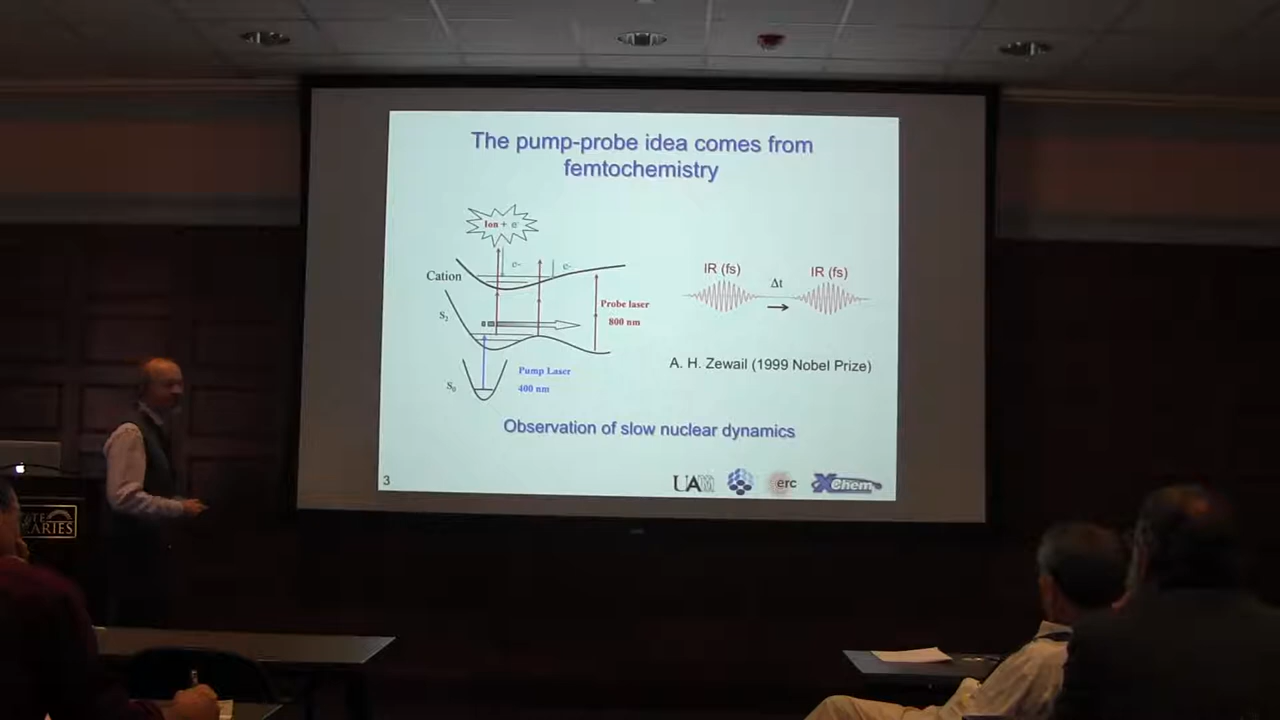 The pump-probe idea comes from
femtochemistry
Ion + e-
e-
e-
Cation
S2
S0
Probe laser
800 nm
Pump Laser
400 nm
IR (fs)
IR (fs)
Δt
A. H. Zewail (1999 Nobel Prize)
Observation of slow nuclear dynamics
3
UAM
erc
XChem